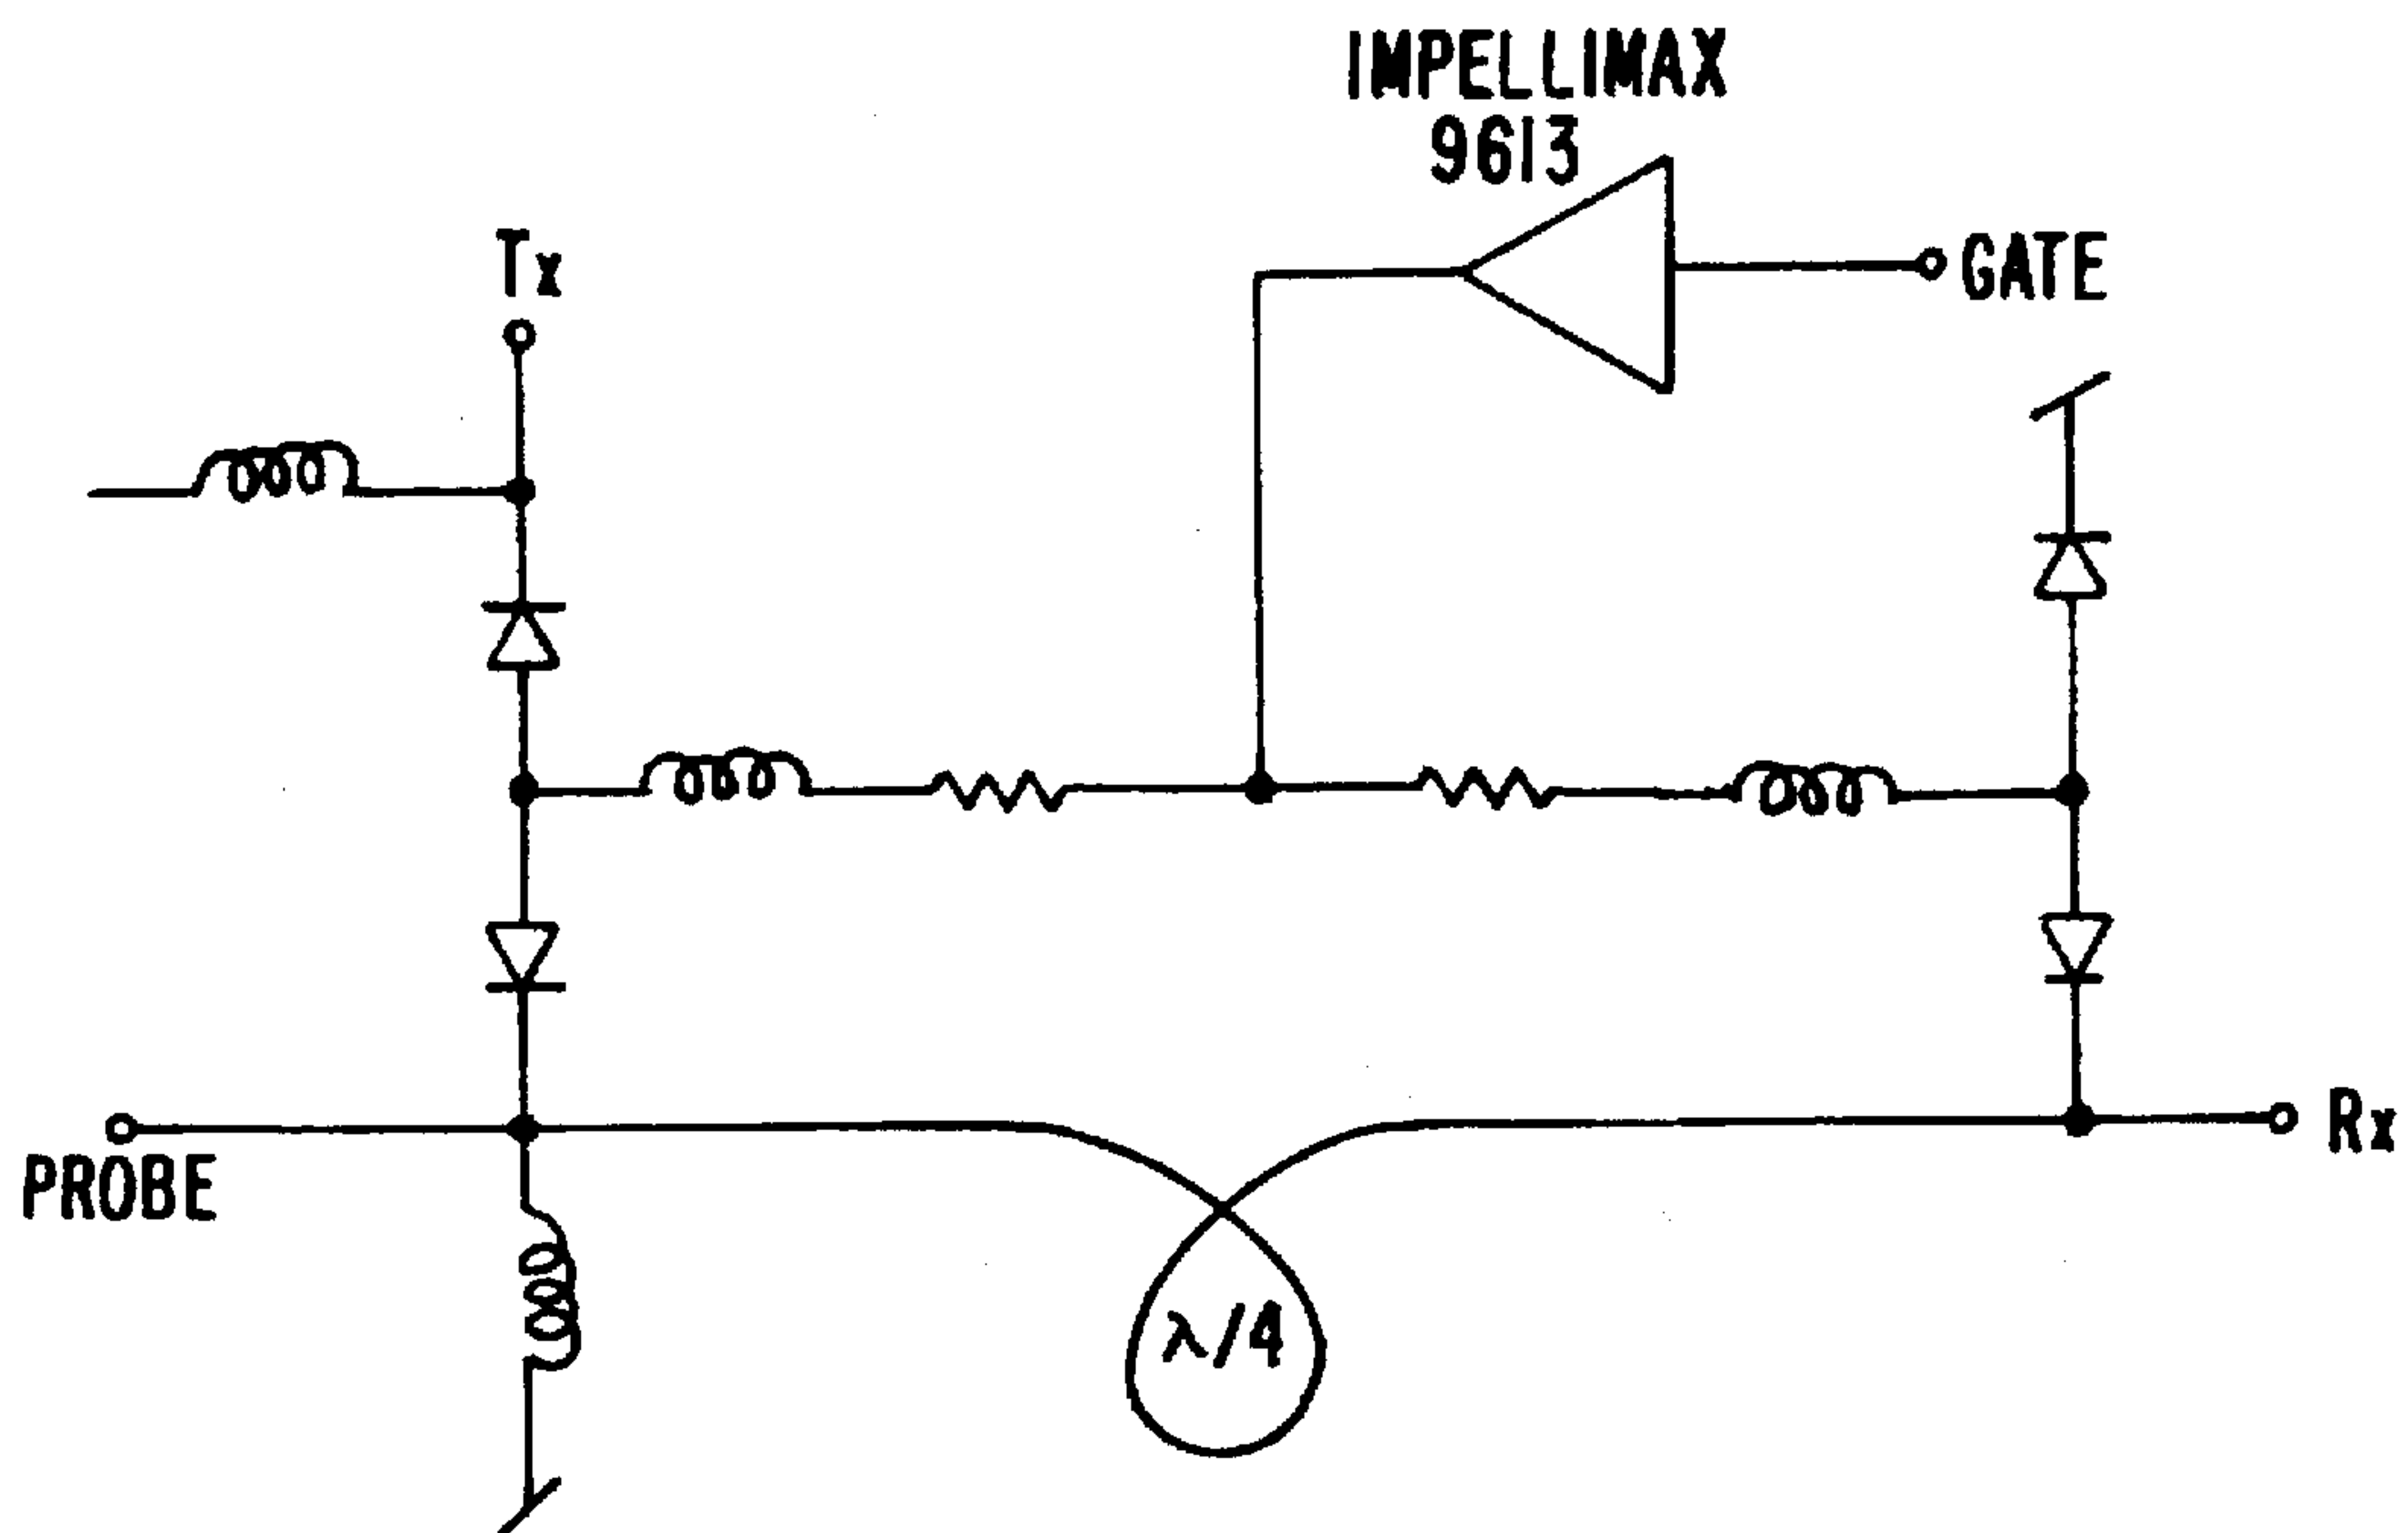 IMPELLIMAX
9613
Tx
GATE
Rx
PROBE
λ/4